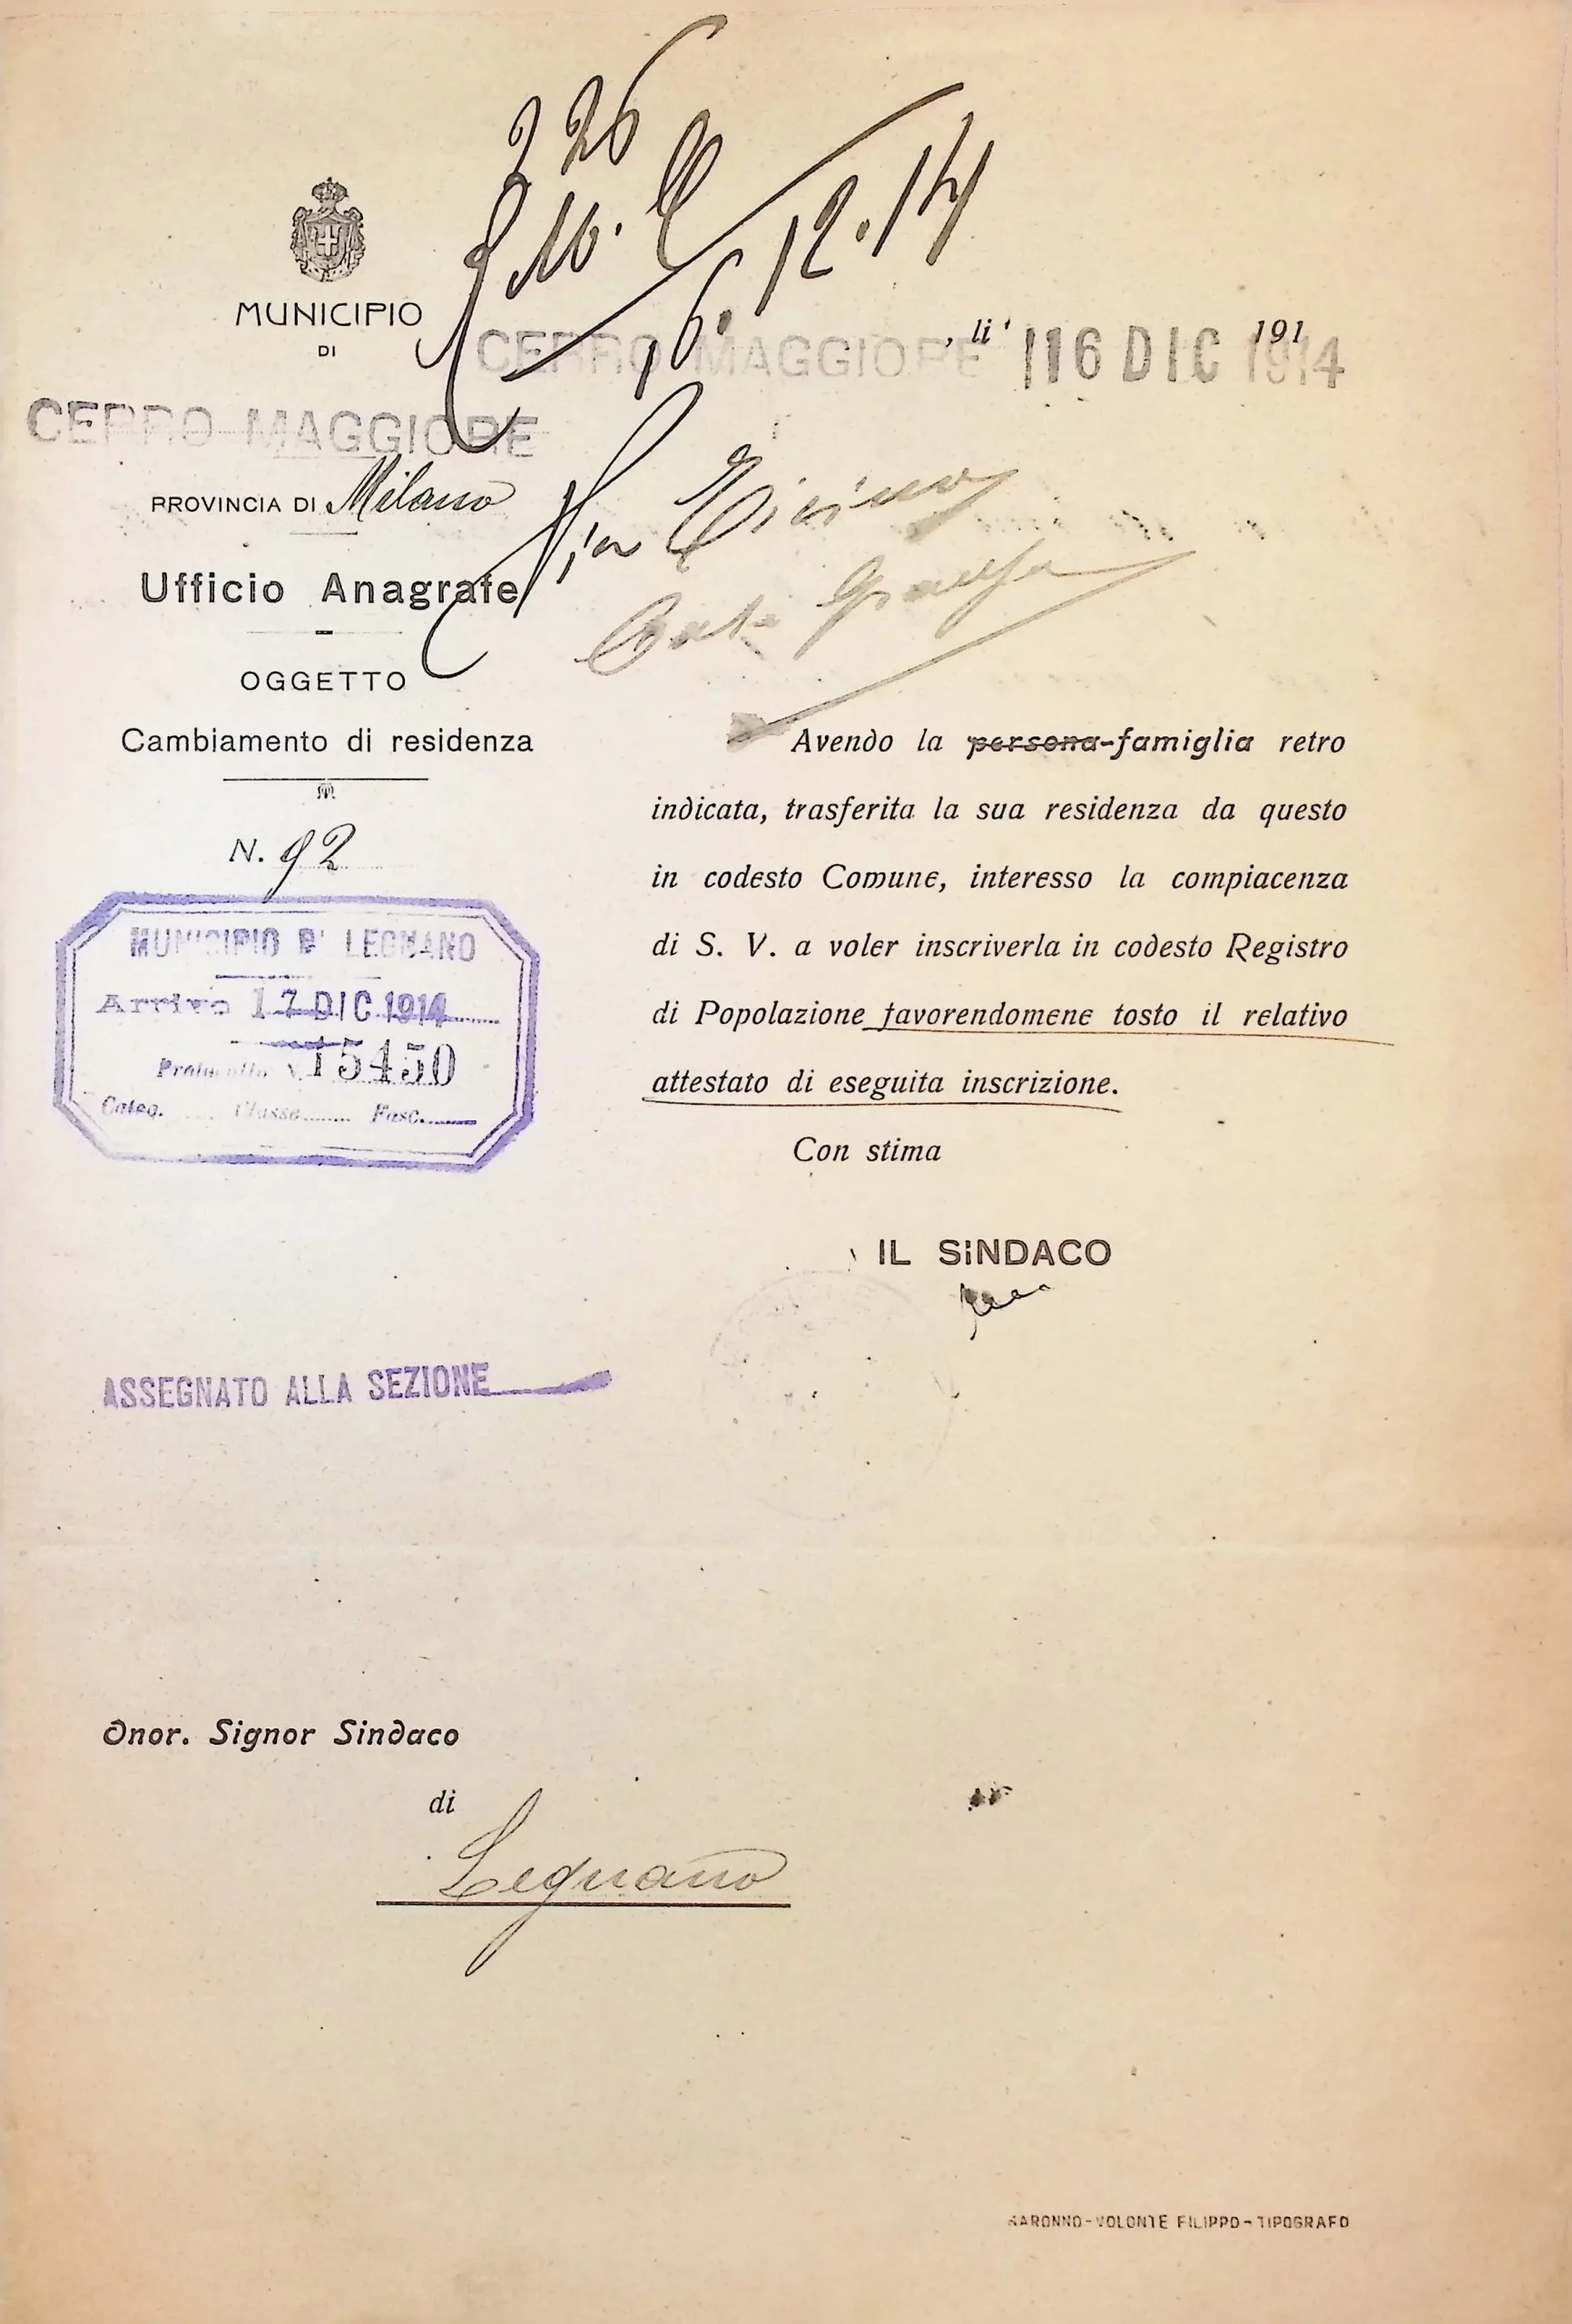 226
16.12.14
MUNICIPIO
DI
CERRO MAGGIORE
CERRO MAGGIORE, li 16 DIC 1914 191
PROVINCIA DI Milano
Via Ticino
Ufficio Anagrafe
OGGETTO
Cambiamento di residenza
N. 92
MUNICIPIO DI LEGNANO
Arrivo 17 DIC 1914
Protocollo N 15450
Categ. Classe Fasc.
Avendo la persona-famiglia retro
indicata, trasferita la sua residenza da questo
in codesto Comune, interesso la compiacenza
di S. V. a voler inscriverla in codesto Registro
di Popolazione favorendomene tosto il relativo
attestato di eseguita inscrizione.
Con stima
IL SINDACO
ASSEGNATO ALLA SEZIONE
Onor. Signor Sindaco
di
Legnano
SARONNO-VOLONTE FILIPPO-TIPOGRAFO